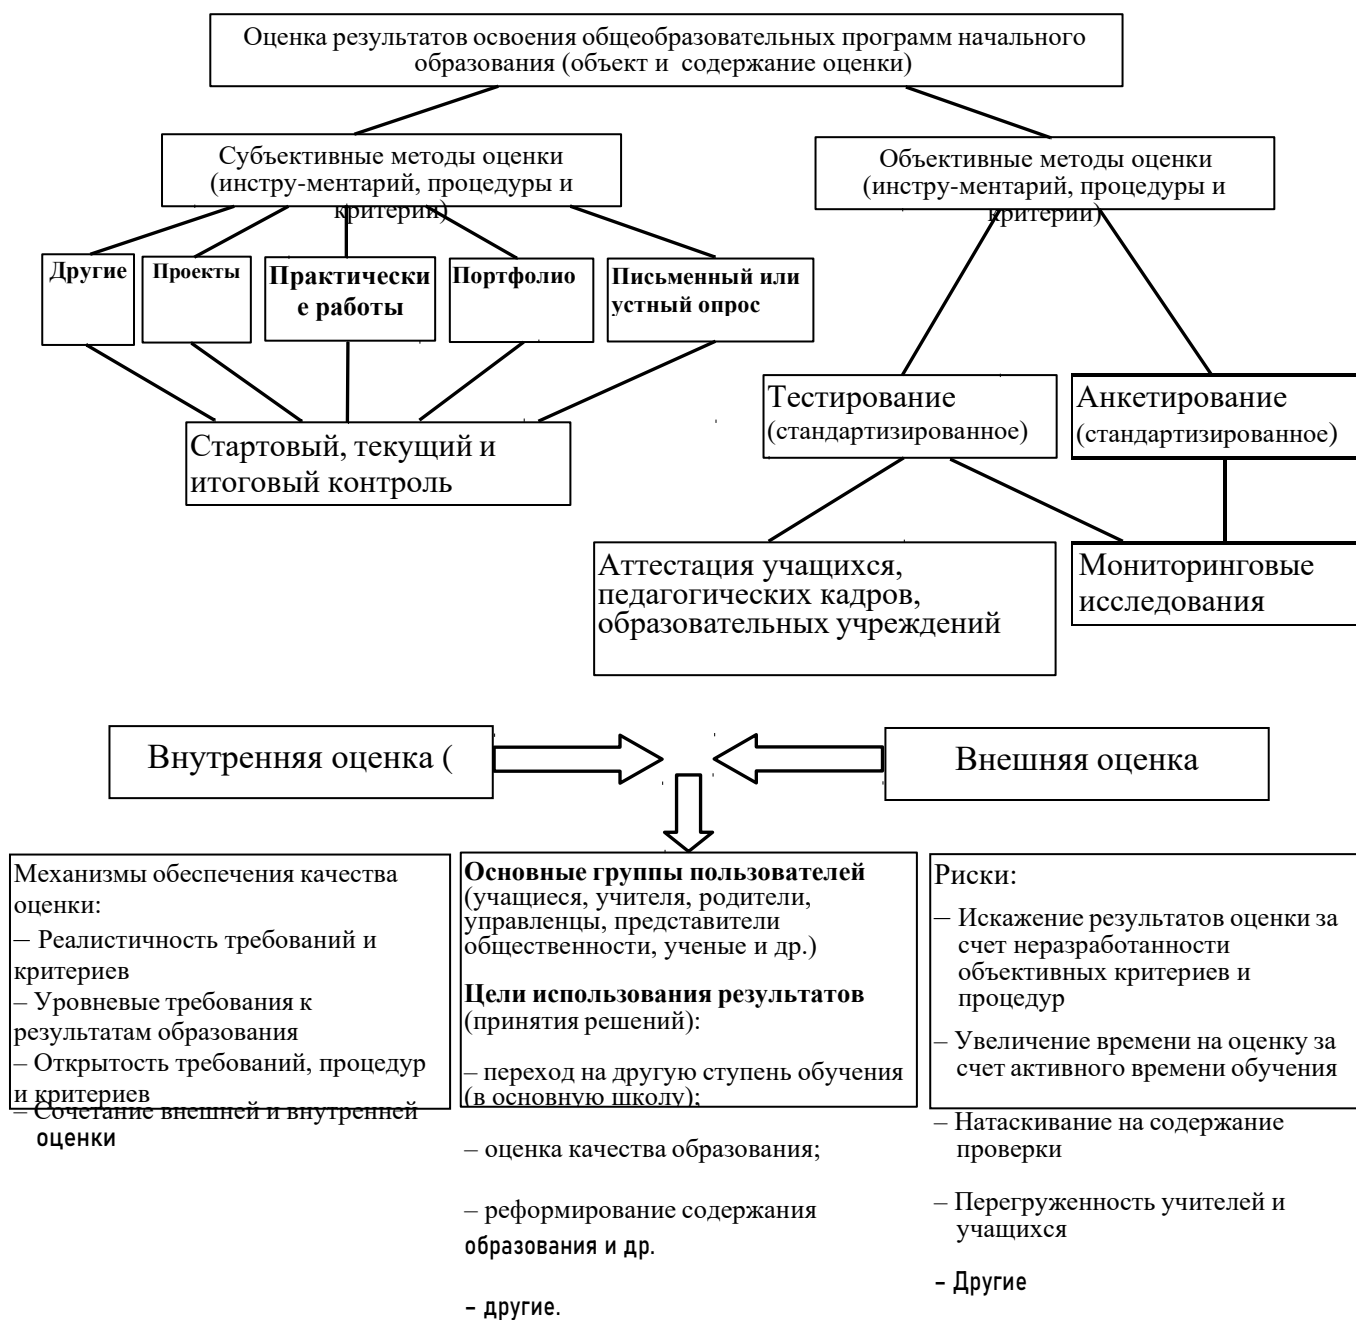 Оценка результатов освоения общеобразовательных программ начального
образования (объект и содержание оценки)
Субъективные методы оценки
(инстру-ментарий, процедуры и
критерии)
Объективные методы оценки
(инстру-ментарий, процедуры и
критерии)
Другие
Проекты
Практически
е работы
Портфолио
Письменный или
устный опрос
Тестирование
(стандартизированное)
Анкетирование
(стандартизированное)
Стартовый, текущий и
итоговый контроль
Аттестация учащихся,
педагогических кадров,
образовательных учреждений
Мониторинговые
исследования
Внутренняя оценка (
Внешняя оценка
Механизмы обеспечения качества
оценки:
– Реалистичность требований и
критериев
– Уровневые требования к
результатам образования
– Открытость требований, процедур
и критериев
– Сочетание внешней и внутренней
оценки
Основные группы пользователей
(учащиеся, учителя, родители,
управленцы, представители
общественности, ученые и др.)
Цели использования результатов
(принятия решений):
– переход на другую ступень обучения
(в основную школу);
– оценка качества образования;
– реформирование содержания
образования и др.
– другие.
Риски:
– Искажение результатов оценки за
счет неразработанности
объективных критериев и
процедур
– Увеличение времени на оценку за
счет активного времени обучения
– Натаскивание на содержание
проверки
– Перегруженность учителей и
учащихся
– Другие